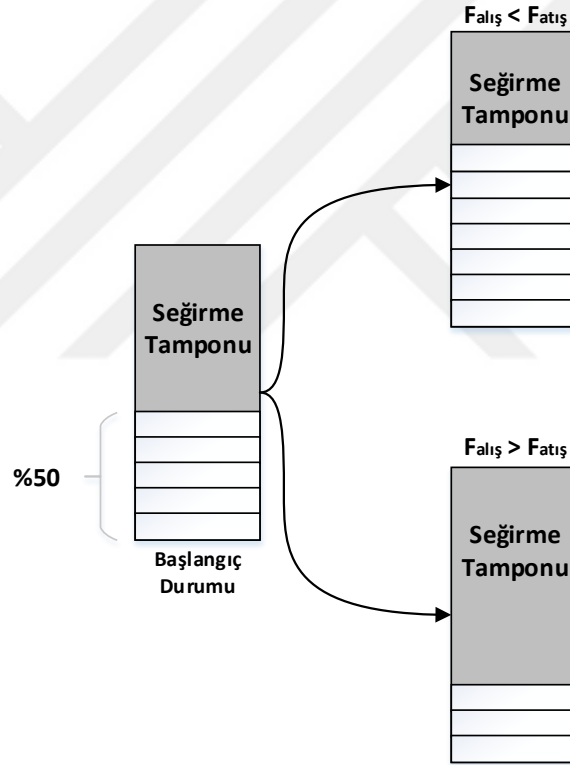 Falış < Fatış
Seğirme
Tamponu
Seğirme
Tamponu
%50
Başlangıç
Durumu
Falış > Fatış
Seğirme
Tamponu